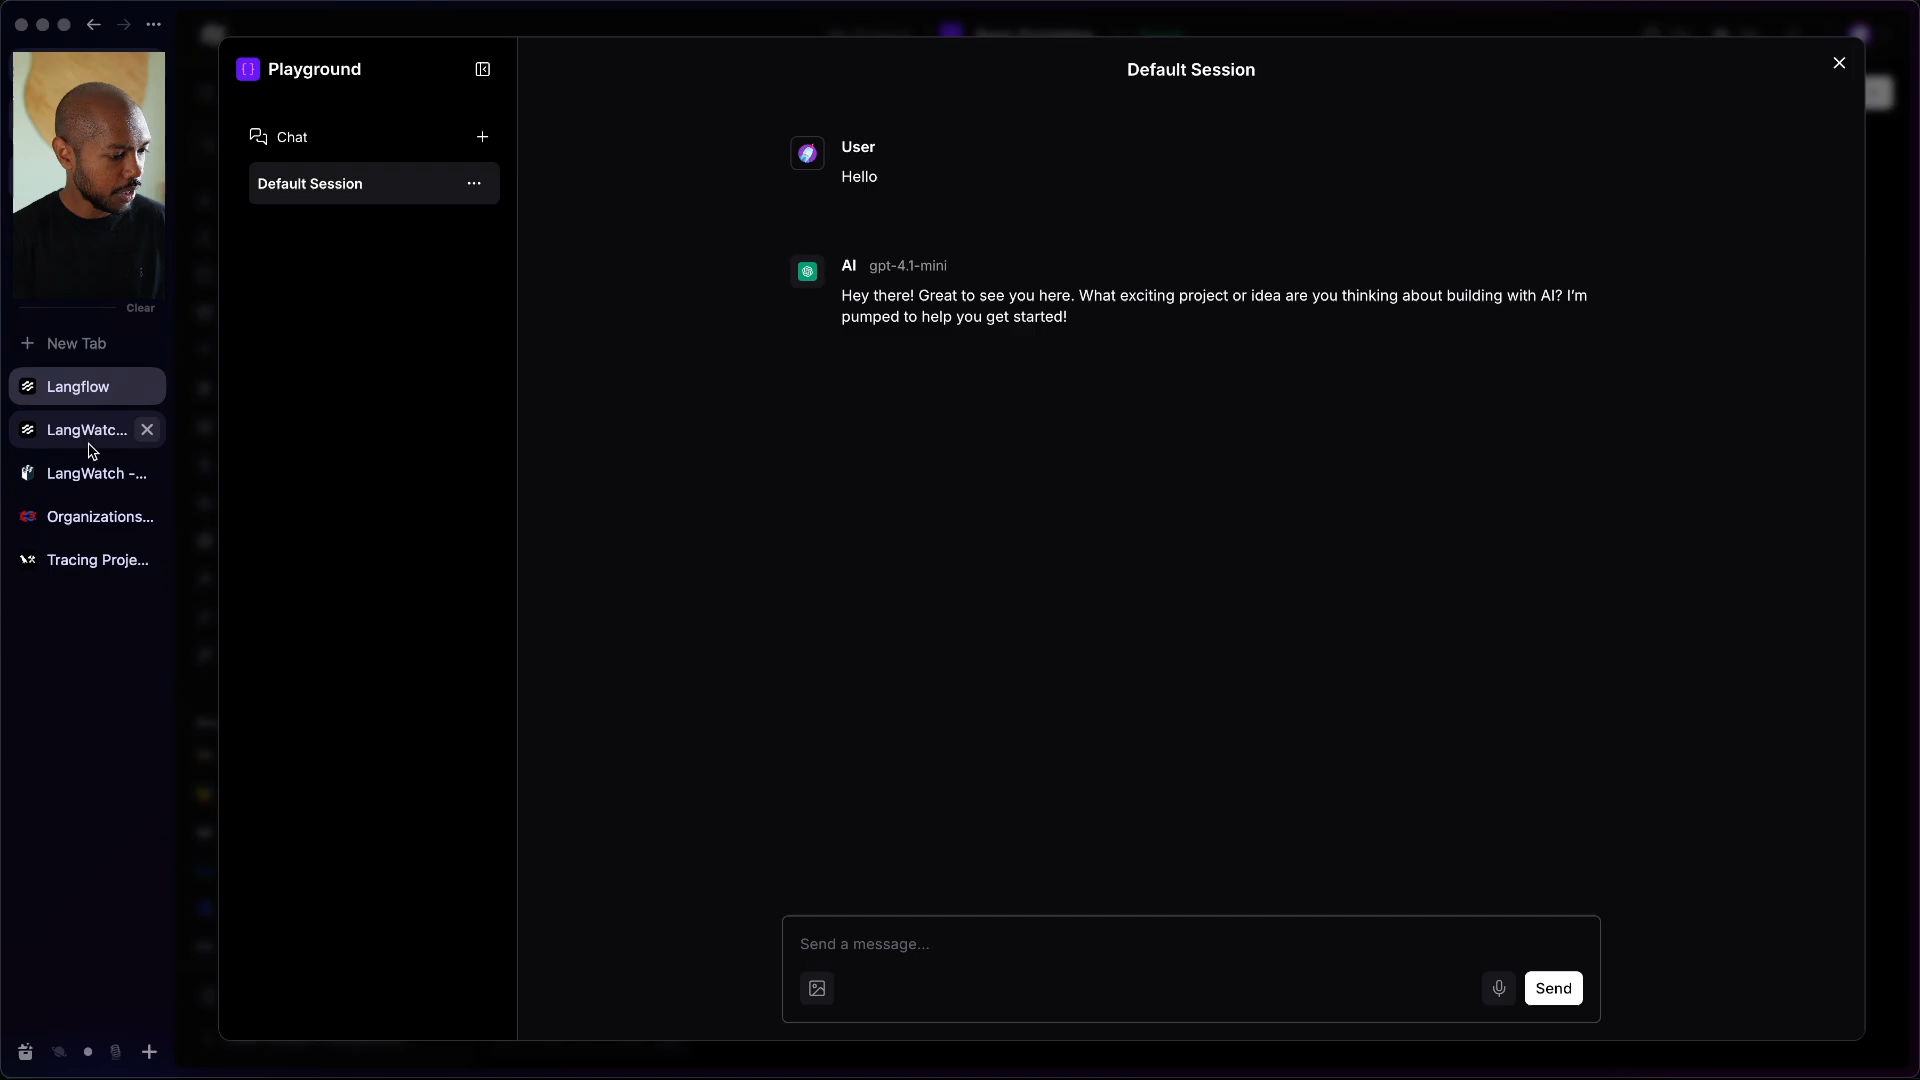 Playground
Default Session
Chat
Default Session
User
Hello
AI gpt-4.1-mini
Hey there! Great to see you here. What exciting project or idea are you thinking about building with AI? I'm
pumped to help you get started!
Clear
New Tab
Langflow
LangWatc...
LangWatch -...
Organizations...
Tracing Proje...
Send a message...
Send